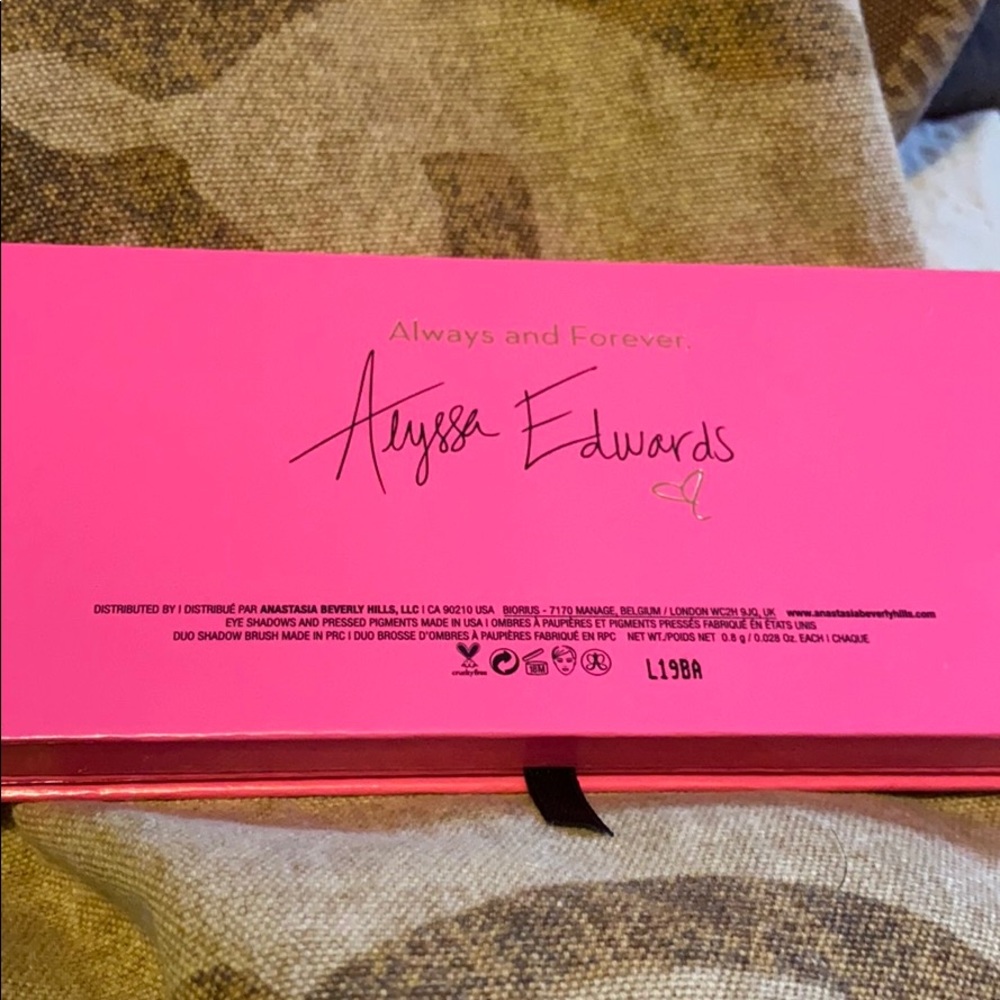 Always and Forever.
Alyssa Edwards
DISTRIBUTED BY | DISTRIBUÉ PAR ANASTASIA BEVERLY HILLS, LLC | CA 90210 USA BIORIUS - 7170 MANAGE, BELGIUM / LONDON WC2H 9JQ, UK www.anastasiabeverlyhills.com
EYE SHADOWS AND PRESSED PIGMENTS MADE IN USA | OMBRES À PAUPIÈRES ET PIGMENTS PRESSÉS FABRIQUÉ EN ÉTATS UNIS
DUO SHADOW BRUSH MADE IN PRC | DUO BROSSE D'OMBRES À PAUPIÈRES FABRIQUÉ EN RPC NET WT./POIDS NET 0.8 g / 0.028 Oz. EACH | CHAQUE
crueltyfree 18M L19BA